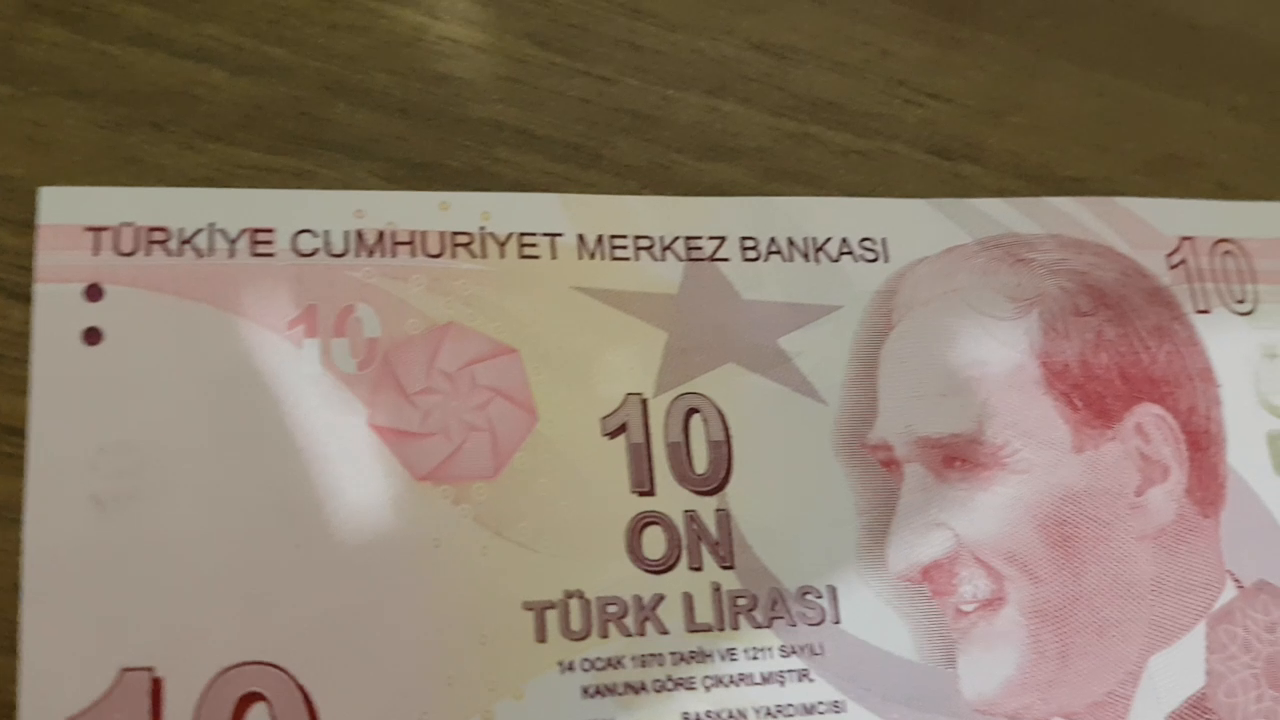 TÜRKİYE CUMHURİYET MERKEZ BANKASI
10
10
10
ON
TÜRK LİRASI
14 OCAK 1970 TARİH VE 1211 SAYILI
KANUNA GÖRE ÇIKARILMIŞTIR.
BAŞKAN YARDIMCISI
10